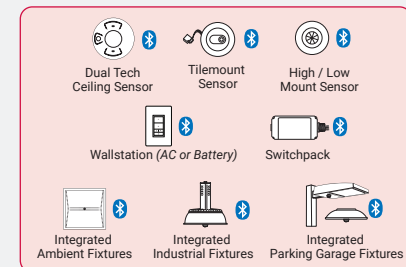 Dual Tech
Ceiling Sensor
Tilemount
Sensor
High / Low
Mount Sensor
Wallstation (AC or Battery)
Switchpack
Integrated
Ambient Fixtures
Integrated
Industrial Fixtures
Integrated
Parking Garage Fixtures